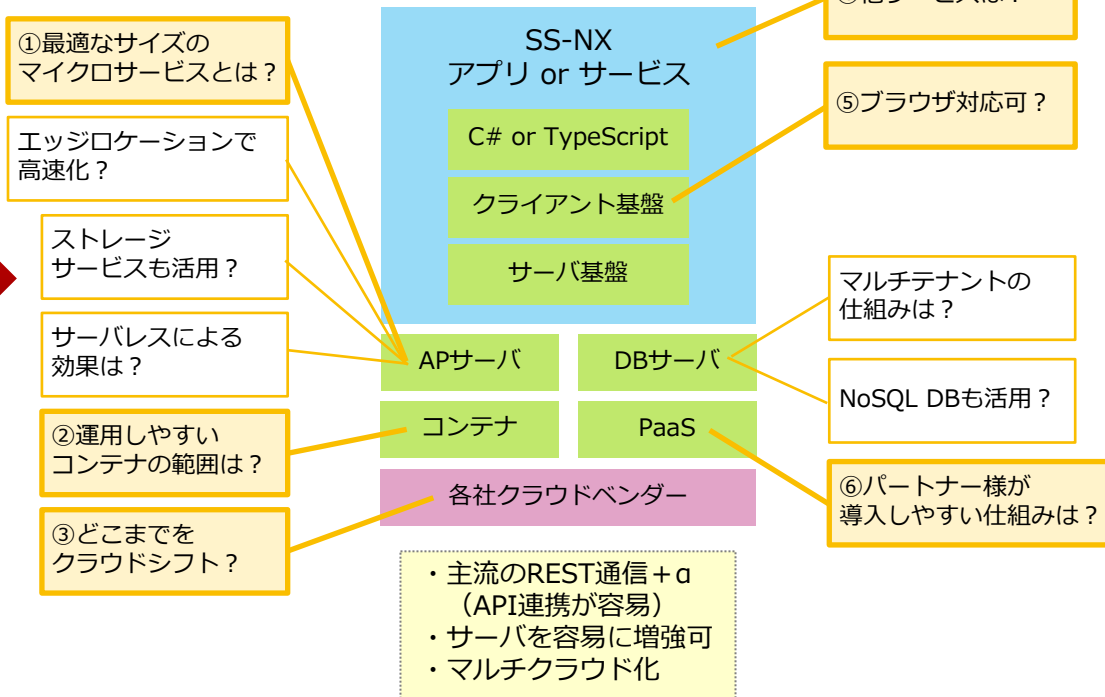 ①最適なサイズの
マイクロサービスとは？
エッジロケーションで
高速化？
ストレージ
サービスも活用？
サーバレスによる
効果は？
②運用しやすい
コンテナの範囲は？
③どこまでを
クラウドシフト？
SS-NX
アプリ or サービス
C# or TypeScript
クライアント基盤
サーバ基盤
APサーバ
DBサーバ
コンテナ
PaaS
各社クラウドベンダー
・主流のREST通信＋α
（API連携が容易）
・サーバを容易に増強可
・マルチクラウド化
⑤ブラウザ対応可？
マルチテナントの
仕組みは？
NoSQL DBも活用？
⑥パートナー様が
導入しやすい仕組みは？